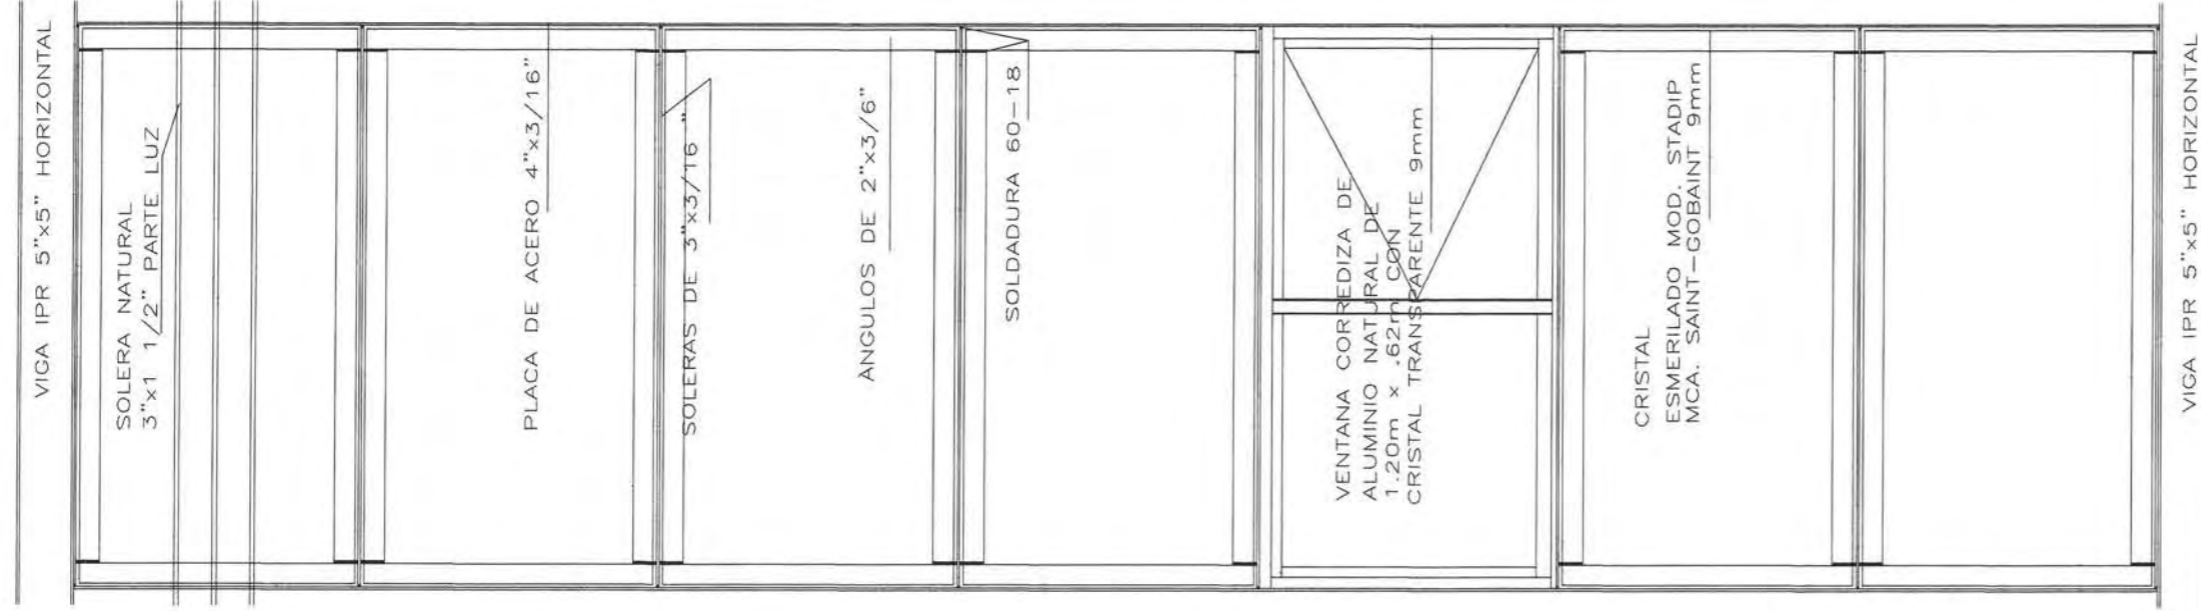 VIGA IPR 5"x5" HORIZONTAL
SOLERA NATURAL
3"x1 1/2" PARTE LUZ
PLACA DE ACERO 4"x3/16"
SOLERAS DE 3"x3/16 "
ANGULOS DE 2"x3/6"
SOLDADURA 60-18
VENTANA CORREDIZA DE
ALUMINIO NATURAL DE
1.20m x .62m CON
CRISTAL TRANSPARENTE 9mm
CRISTAL
ESMERILADO MOD. STADIP
MCA. SAINT-GOBAINT 9mm
VIGA IPR 5"x5" HORIZONTAL